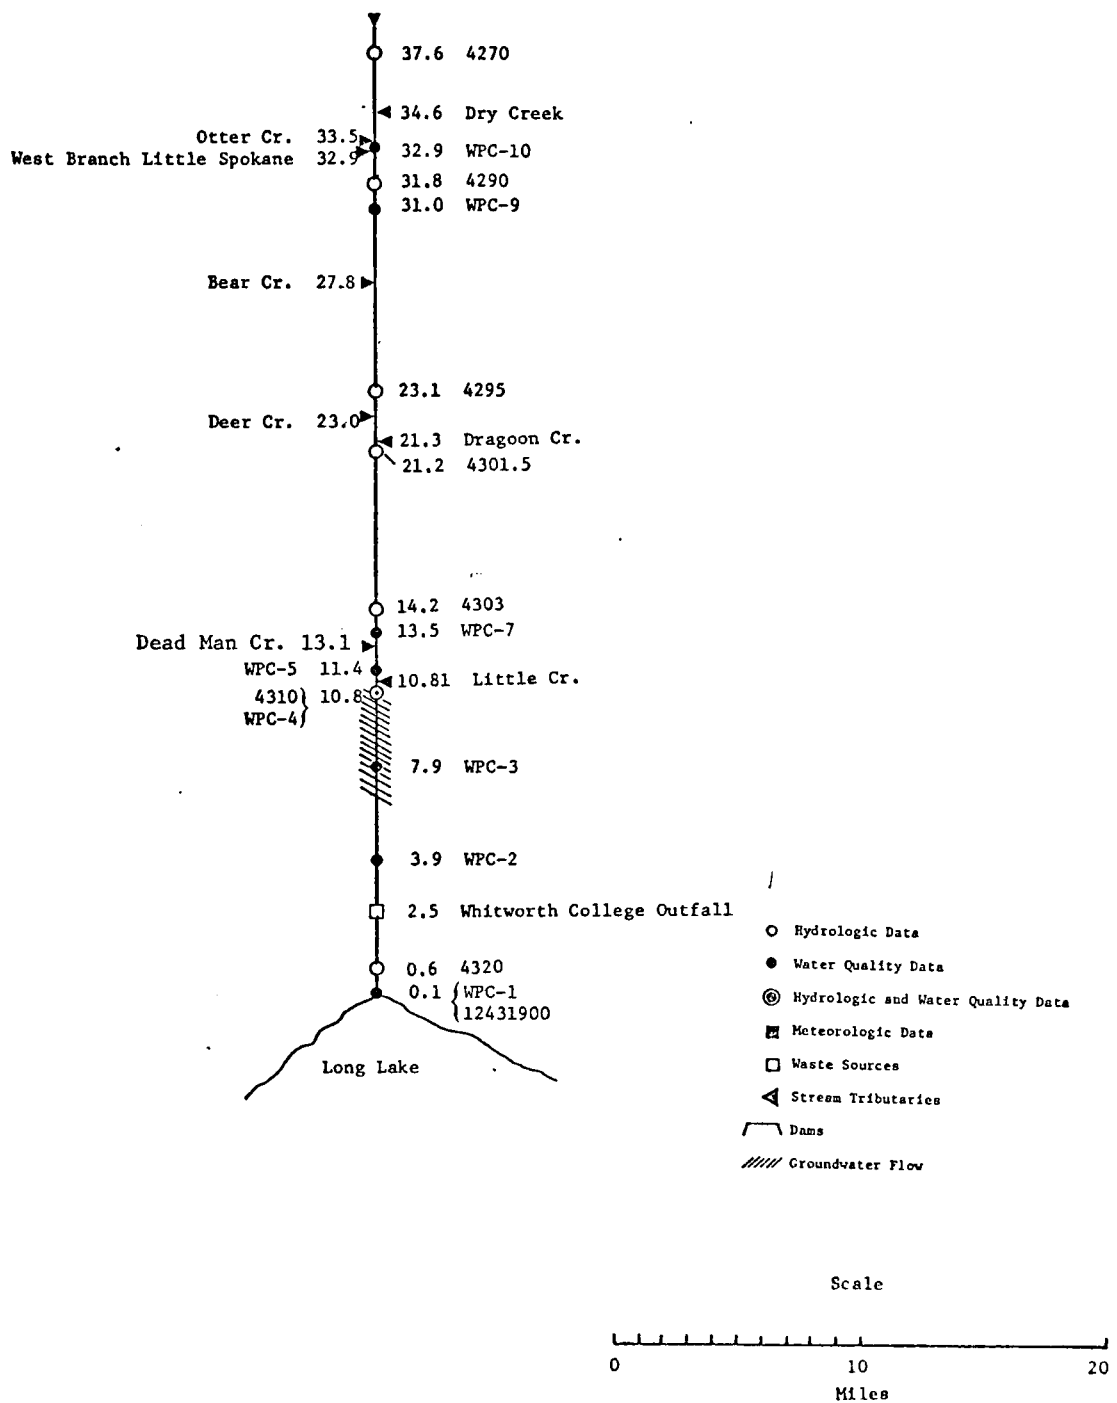 37.6 4270
34.6 Dry Creek
Otter Cr. 33.5
West Branch Little Spokane 32.9
32.9 WPC-10
31.8 4290
31.0 WPC-9
Bear Cr. 27.8
23.1 4295
Deer Cr. 23.0
21.3 Dragoon Cr.
21.2 4301.5
14.2 4303
13.5 WPC-7
Dead Man Cr. 13.1
WPC-5 11.4
10.81 Little Cr.
4310 10.8
WPC-4
7.9 WPC-3
3.9 WPC-2
2.5 Whitworth College Outfall
0.6 4320
0.1 WPC-1
12431900
Long Lake
Hydrologic Data
Water Quality Data
Hydrologic and Water Quality Data
Meteorologic Data
Waste Sources
Stream Tributaries
Dams
Groundwater Flow
Scale
0 10 20
Miles